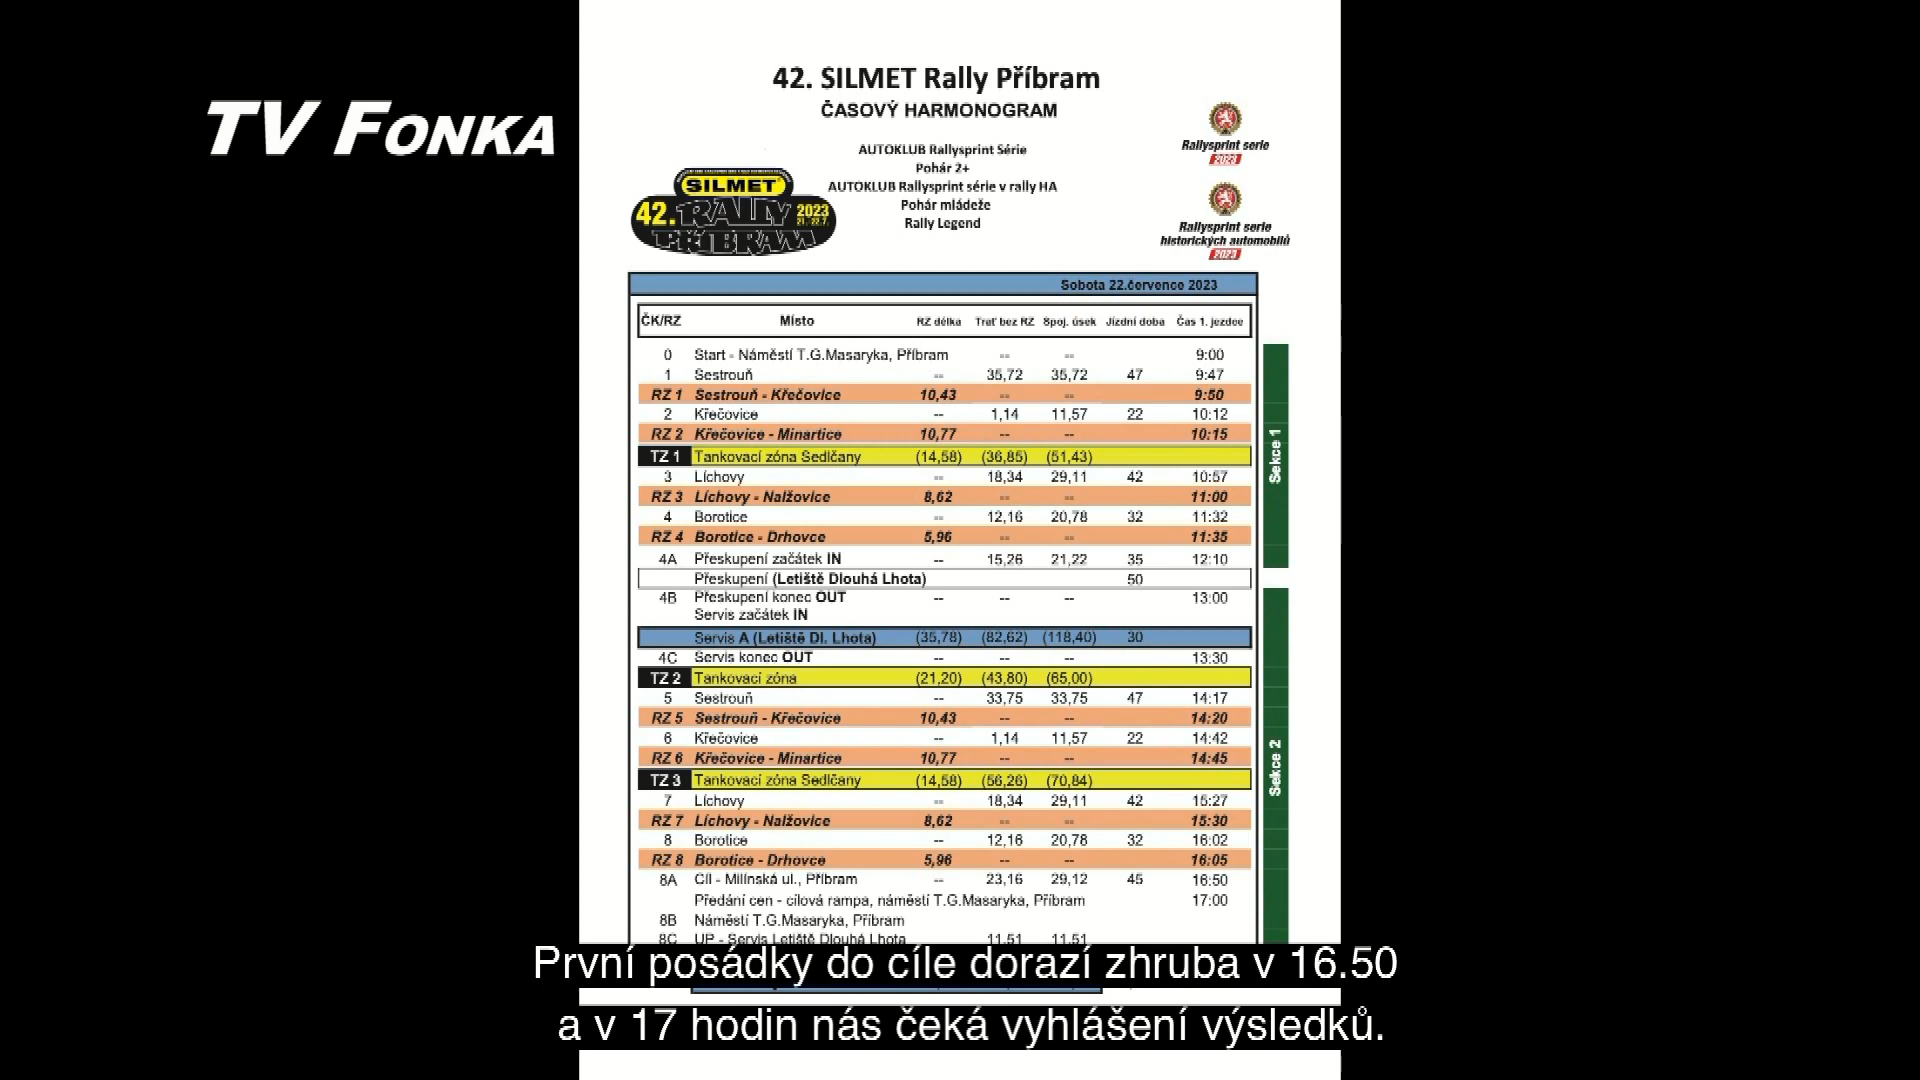 TV FONKA
42. SILMET Rally Příbram
ČASOVÝ HARMONOGRAM
AUTOKLUB Rallysprint Série
Pohár 2+
AUTOKLUB Rallysprint série v rally HA
Pohár mládeže
Rally Legend
SILMET
42. RALLY 2023
PŘÍBRAM
Rallysprint serie
2023
Rallysprint serie
historických automobilů
2023
Sobota 22.července 2023
ČK/RZ Místo RZ délka Trať bez RZ Spoj. úsek Jízdní doba Čas 1. jezdce
0 Start - Náměstí T.G.Masaryka, Příbram -- -- 9:00
1 Sestrouň -- 35,72 35,72 47 9:47
RZ 1 Sestrouň - Křečovice 10,43 -- -- 9:50
2 Křečovice -- 1,14 11,57 22 10:12
RZ 2 Křečovice - Minartice 10,77 -- -- 10:15
TZ 1 Tankovací zóna Sedlčany (14,58) (36,85) (51,43)
3 Líchovy -- 18,34 29,11 42 10:57
RZ 3 Líchovy - Nalžovice 8,62 -- -- 11:00
4 Borotice -- 12,16 20,78 32 11:32
RZ 4 Borotice - Drhovce 5,96 -- -- 11:35
4A Přeskupení začátek IN -- 15,26 21,22 35 12:10
Přeskupení (Letiště Dlouhá Lhota) 50
4B Přeskupení konec OUT -- -- -- 13:00
Servis začátek IN
Servis A (Letiště Dl. Lhota) (35,78) (82,62) (118,40) 30
4C Servis konec OUT -- -- -- 13:30
TZ 2 Tankovací zóna (21,20) (43,80) (65,00)
5 Sestrouň -- 33,75 33,75 47 14:17
RZ 5 Sestrouň - Křečovice 10,43 -- -- 14:20
6 Křečovice -- 1,14 11,57 22 14:42
RZ 6 Křečovice - Minartice 10,77 -- -- 14:45
TZ 3 Tankovací zóna Sedlčany (14,58) (56,26) (70,84)
7 Líchovy -- 18,34 29,11 42 15:27
RZ 7 Líchovy - Nalžovice 8,62 -- -- 15:30
8 Borotice -- 12,16 20,78 32 16:02
RZ 8 Borotice - Drhovce 5,96 -- -- 16:05
8A Cíl - Milínská ul., Příbram -- 23,16 29,12 45 16:50
Předání cen - cílová rampa, náměstí T.G.Masaryka, Příbram 17:00
8B Náměstí T.G.Masaryka, Příbram
8C UP - Servis Letiště Dlouhá Lhota 11,51 11,51
Sekce 1
Sekce 2
První posádky do cíle dorazí zhruba v 16.50
a v 17 hodin nás čeká vyhlášení výsledků.